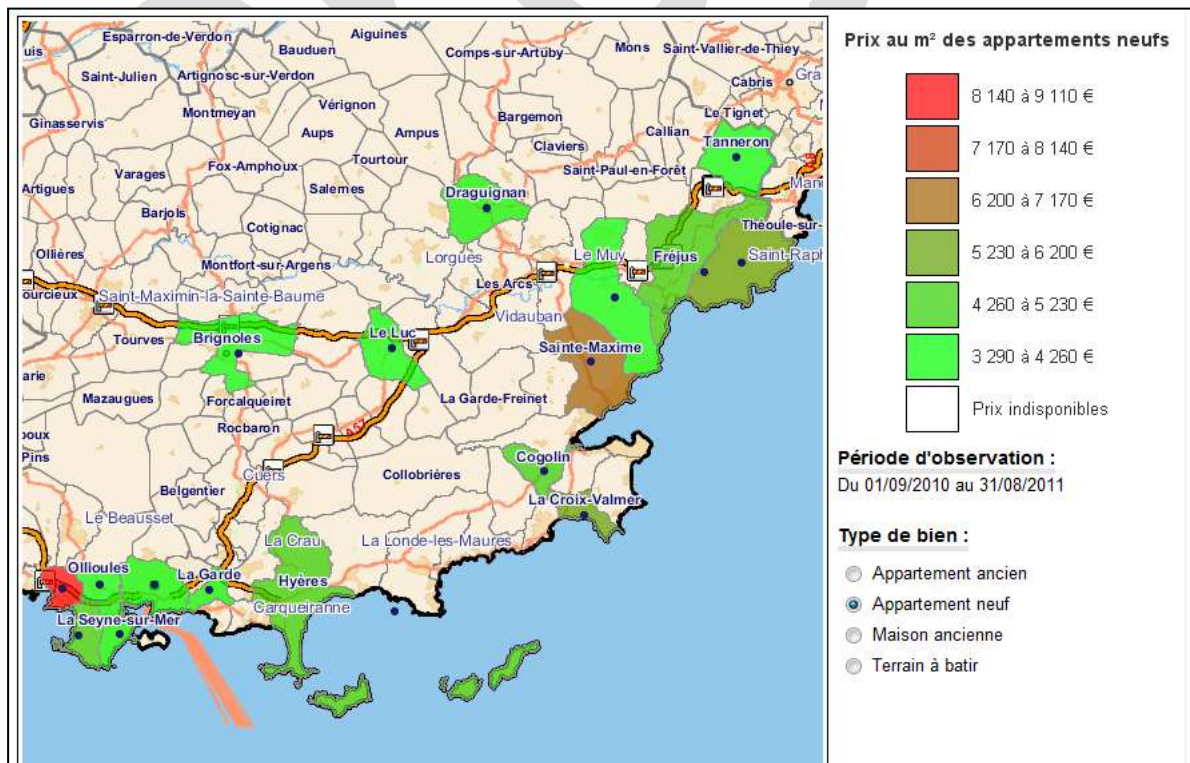 Aiguines
Esparron-de-Verdon
Bauduen
Comps-sur-Artuby
Mons
Saint-Vallier-de-Thiey
Saint-Julien
Artignosc-sur-Verdon
Cabris
Vérignon
Le Tignet
Montmeyan
Bargemon
Ginasservis
Aups
Ampus
Callian
Tanneron
Claviers
Tourtour
Fox-Amphoux
Saint-Paul-en-Forêt
Varages
Artigues
Salernes
Draguignan
Barjols
Cotignac
Théoule-sur-
Ollières
Lorgues
Le Muy
Fréjus
Saint-Raph
Montfort-sur-Argens
Les Arcs
Saint-Maximin-la-Sainte-Baume
Vidauban
Tourves
Brignoles
Le Luc
Sainte-Maxime
Mazaugues
Forcalqueiret
La Garde-Freinet
Rocbaron
A57
Cogolin
Cuers
Collobrières
Belgentier
La Croix-Valmer
Le Beausset
La Crau
La Londe-les-Maures
Ollioules
La Garde
Hyères
Carqueiranne
La Seyne-sur-Mer
Prix au m² des appartements neufs
8 140 à 9 110 €
7 170 à 8 140 €
6 200 à 7 170 €
5 230 à 6 200 €
4 260 à 5 230 €
3 290 à 4 260 €
Prix indisponibles
Période d'observation :
Du 01/09/2010 au 31/08/2011
Type de bien :
Appartement ancien
Appartement neuf
Maison ancienne
Terrain à batir